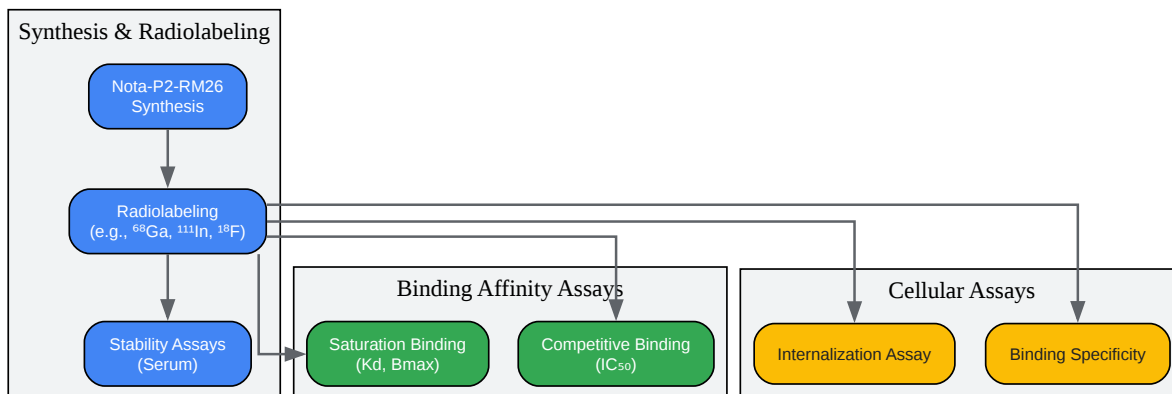 Synthesis & Radiolabeling
Nota-P2-RM26
Synthesis
Radiolabeling
(e.g., ⁶⁸Ga, ¹¹¹In, ¹⁸F)
Stability Assays
(Serum)
Binding Affinity Assays
Saturation Binding
(Kd, Bmax)
Competitive Binding
(IC₅₀)
Cellular Assays
Internalization Assay
Binding Specificity